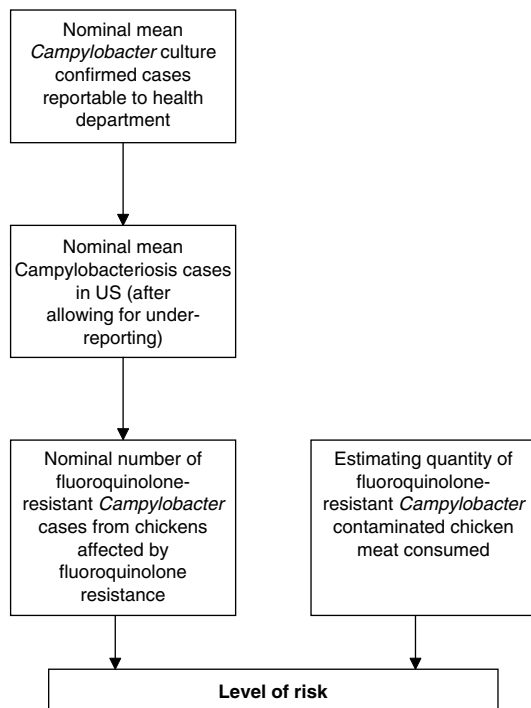 Nominal mean
Campylobacter culture
confirmed cases
reportable to health
department
Nominal mean
Campylobacteriosis cases
in US (after
allowing for under-
reporting)
Nominal number of
fluoroquinolone-
resistant Campylobacter
cases from chickens
affected by
fluoroquinolone
resistance
Estimating quantity of
fluoroquinolone-
resistant Campylobacter
contaminated chicken
meat consumed
Level of risk